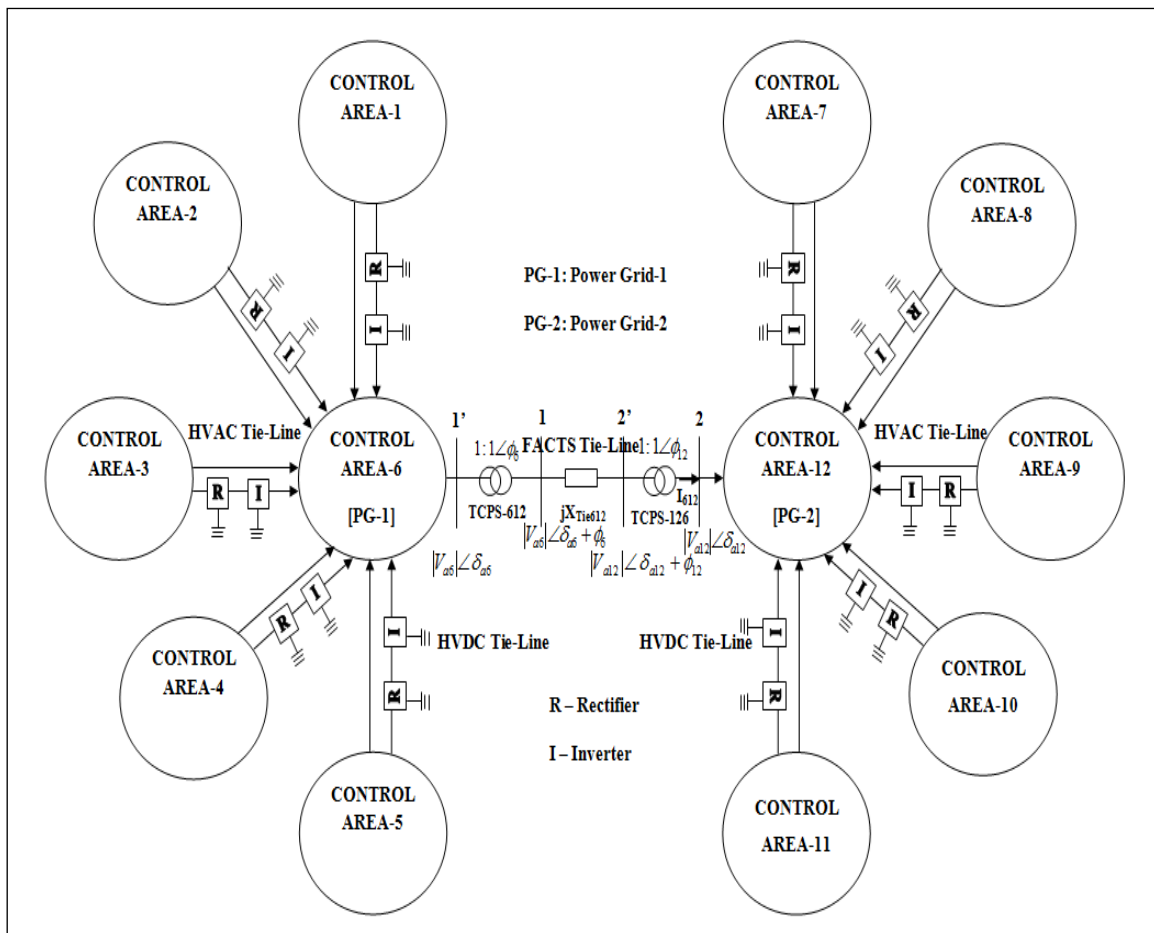 CONTROL
AREA-1
CONTROL
AREA-7
CONTROL
AREA-2
CONTROL
AREA-8
R
I
R
I
PG-1: Power Grid-1
PG-2: Power Grid-2
R
I
R
I
CONTROL
AREA-3
HVAC Tie-Line
R
I
CONTROL
AREA-6
[PG-1]
1'
1
2'
2
1:1∠ϕ6
FACTS Tie-Line
1:1∠ϕ12
TCPS-612
jXTie612
TCPS-126
I612
|Va6|∠δa6
|Va6|∠δa6+ϕ6
|Va12|∠δa12+ϕ12
|Va12|∠δa12
CONTROL
AREA-12
[PG-2]
HVAC Tie-Line
I
R
CONTROL
AREA-9
CONTROL
AREA-4
R
I
I
R
HVDC Tie-Line
I
R
HVDC Tie-Line
I
R
CONTROL
AREA-10
R – Rectifier
I – Inverter
CONTROL
AREA-5
CONTROL
AREA-11